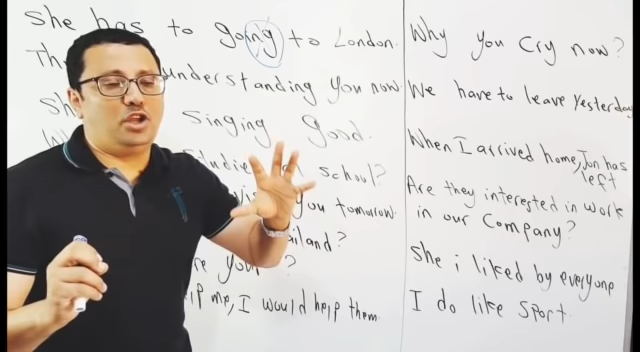 She has to going to London.
understanding you now
singing good.
school?
you tomorrow.
help me, I would help them.
Why you Cry now?
We have to leave yesterday
When I arrived home, Jon has
left
Are they interested in work
in our Company?
She i liked by everyone
I do like sport.